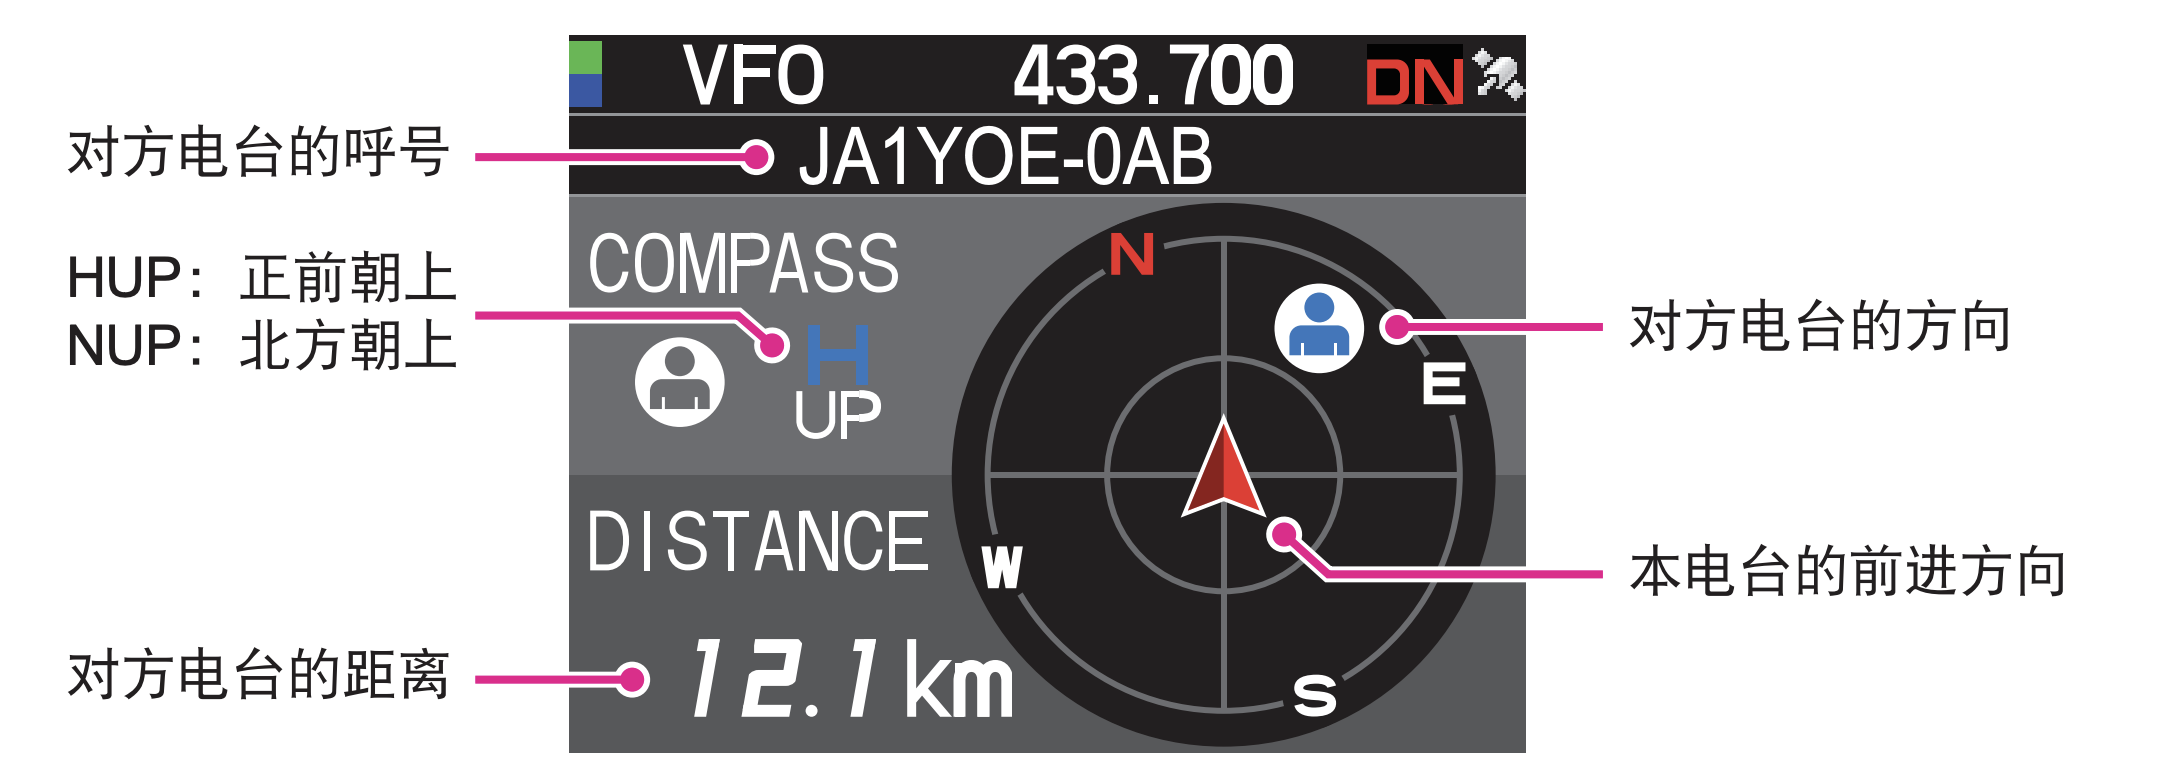 VFO 433.700 DN
JA1YOE-0AB
对方电台的呼号
COMPASS
N
HUP: 正前朝上
NUP: 北方朝上
H
UP
对方电台的方向
E
DISTANCE
W
本电台的前进方向
对方电台的距离
12.1km
S